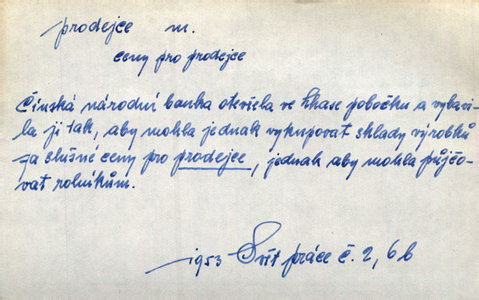 prodejce m.
ceny pro prodejce
Čínská národní banka otevřela ve Lhase pobočku a vybavi-
la ji tak, aby mohla jednak vykupovat sklady výrobků
za slušné ceny pro prodejce, jednak aby mohla půjčo-
vat rolníkům.
1953 Svět práce č. 2, 6b